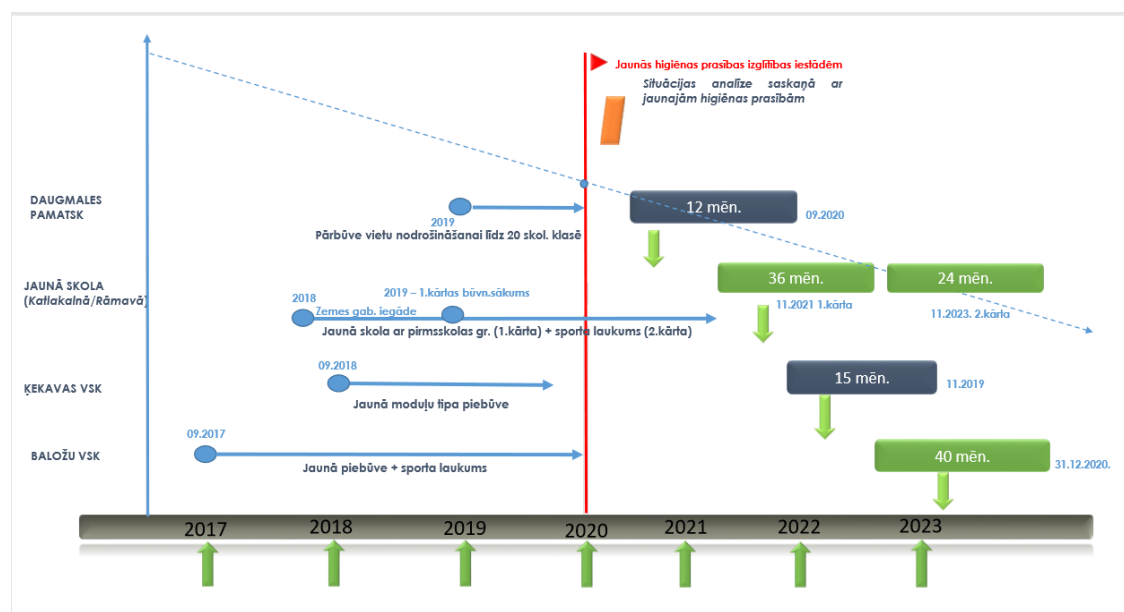 Jaunās higiēnas prasības izglītības iestādēm
Situācijas analīze saskaņā ar
jaunajām higiēnas prasībām
DAUGMALES
PAMATSK
2019
12 mēn.
09.2020
Pārbūve vietu nodrošināšanai līdz 20 skol. klasē
JAUNĀ SKOLA
(Katlakalnā/Rāmavā)
2018
Zemes gab. iegāde
2019 – 1.kārtas būvn.sākums
36 mēn.
24 mēn.
11.2021 1.kārta
11.2023. 2.kārta
Jaunā skola ar pirmsskolas gr. (1.kārta) + sporta laukums (2.kārta)
ĶEKAVAS VSK
09.2018
15 mēn.
11.2019
Jaunā moduļu tipa piebūve
BALOŽU VSK
09.2017
40 mēn.
31.12.2020.
Jaunā piebūve + sporta laukums
2017
2018
2019
2020
2021
2022
2023